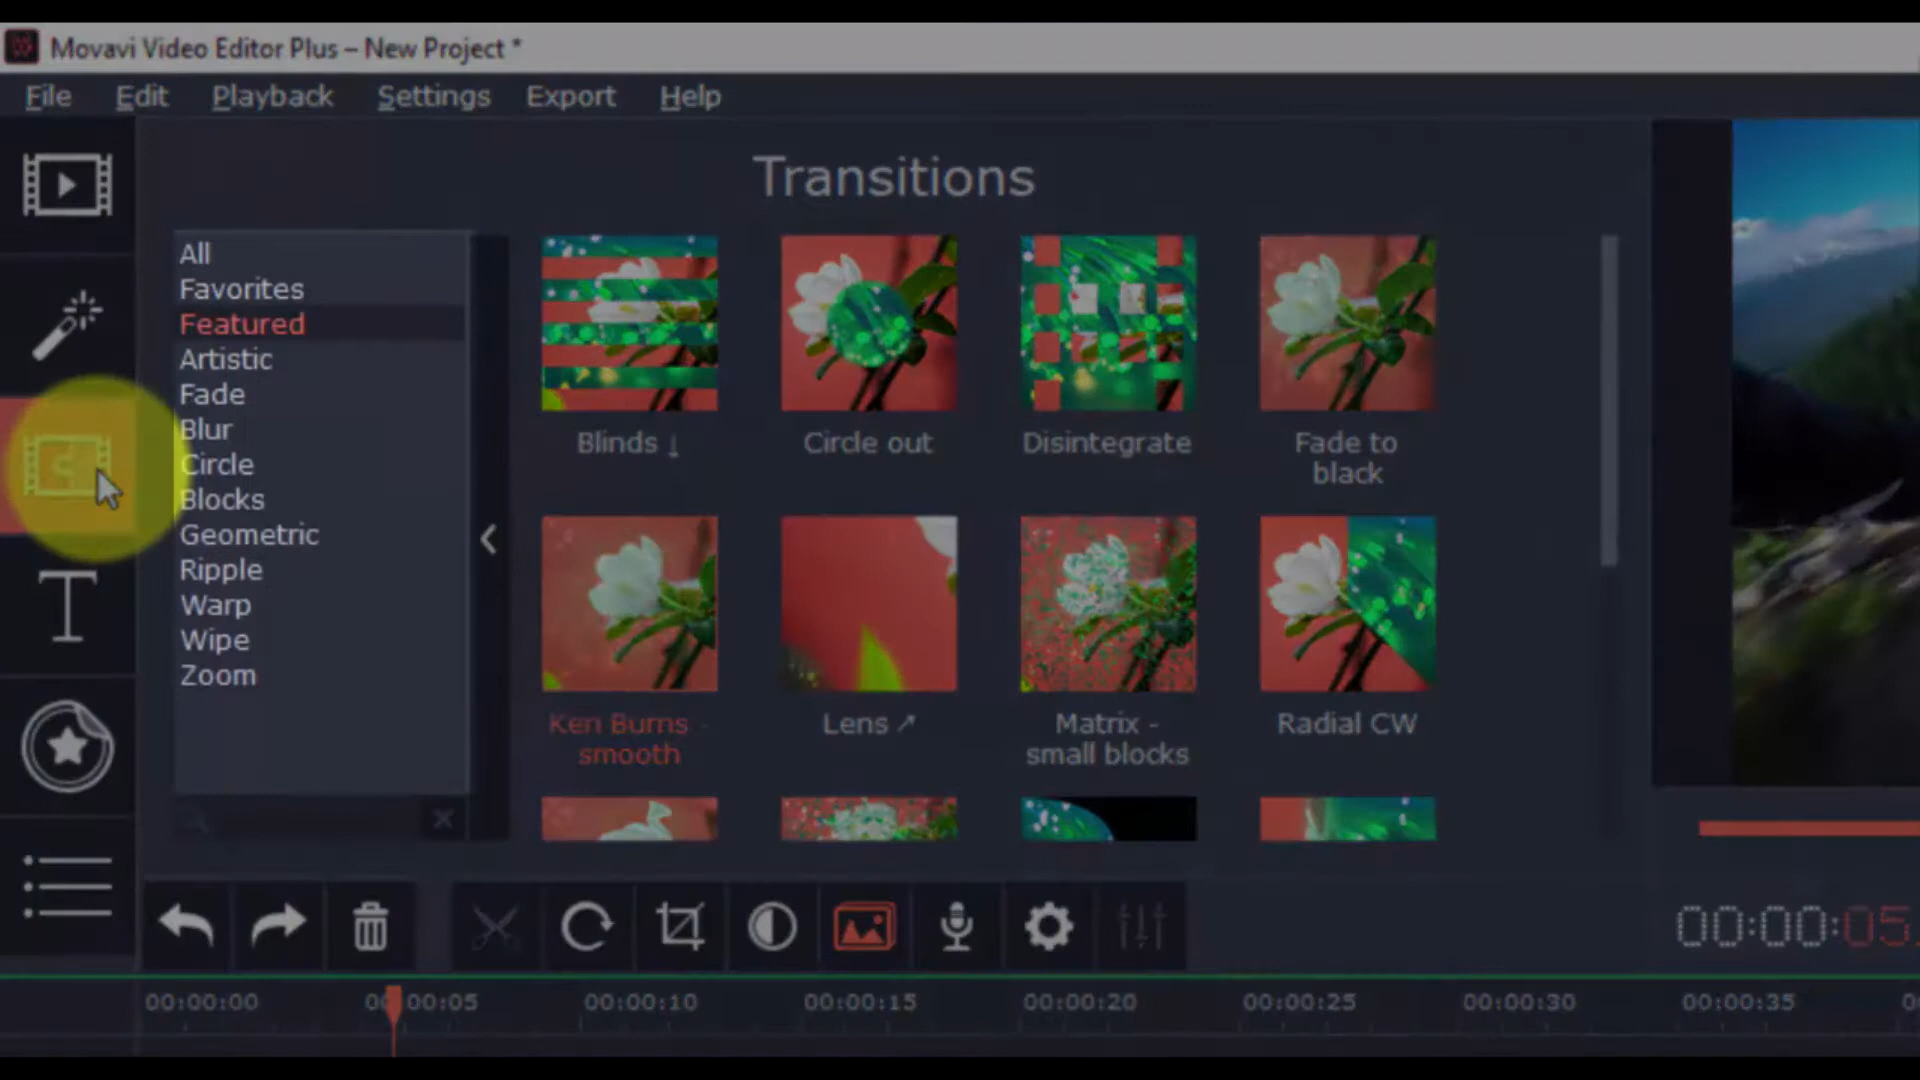 Movavi Video Editor Plus – New Project *
File Edit Playback Settings Export Help
Transitions
All
Favorites
Featured
Artistic
Fade
Blur
Circle
Blocks
Geometric
Ripple
Warp
Wipe
Zoom
Blinds ↓
Circle out
Disintegrate
Fade to
black
Ken Burns -
smooth
Lens ↗
Matrix -
small blocks
Radial CW
00:00:05.
00:00:00 00:00:05 00:00:10 00:00:15 00:00:20 00:00:25 00:00:30 00:00:35